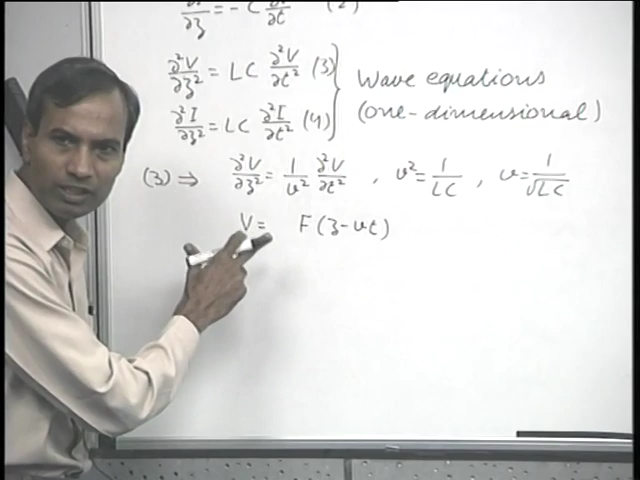 ∂z = -C ∂t (2)
∂²V/∂z² = LC ∂²V/∂t² (3)
∂²I/∂z² = LC ∂²I/∂t² (4)
} Wave equations
(one-dimensional)
(3) ⇒ ∂²V/∂z² = 1/v² ∂²V/∂t² , v² = 1/LC , v = 1/√LC
V = F(z-vt)